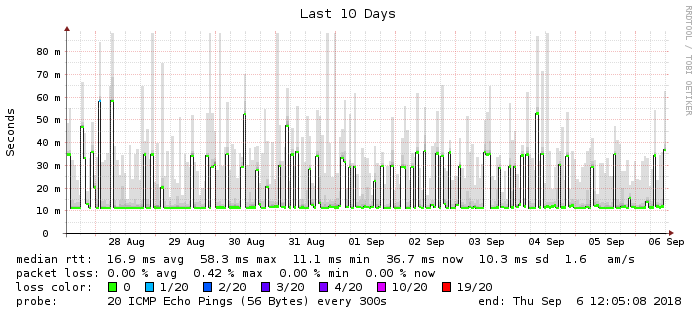 Last 10 Days
RRDTOOL / TOBI OETIKER
Seconds
80 m
70 m
60 m
50 m
40 m
30 m
20 m
10 m
0
28 Aug 29 Aug 30 Aug 31 Aug 01 Sep 02 Sep 03 Sep 04 Sep 05 Sep 06 Sep
median rtt: 16.9 ms avg 58.3 ms max 11.1 ms min 36.7 ms now 10.3 ms sd 1.6 am/s
packet loss: 0.00 % avg 0.42 % max 0.00 % min 0.00 % now
loss color: 0 1/20 2/20 3/20 4/20 10/20 19/20
probe: 20 ICMP Echo Pings (56 Bytes) every 300s end: Thu Sep 6 12:05:08 2018